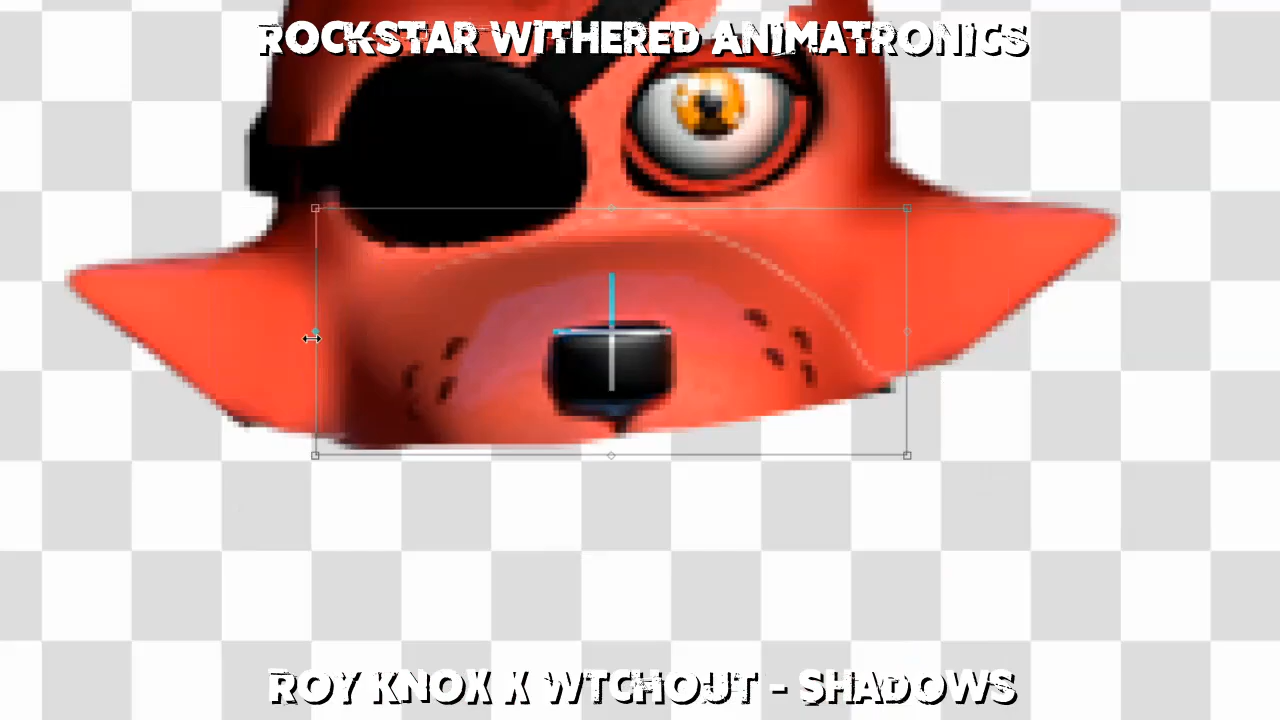 ROCKSTAR WITHERED ANIMATRONICS
ROY KNOX X WTCHOUT - SHADOWS